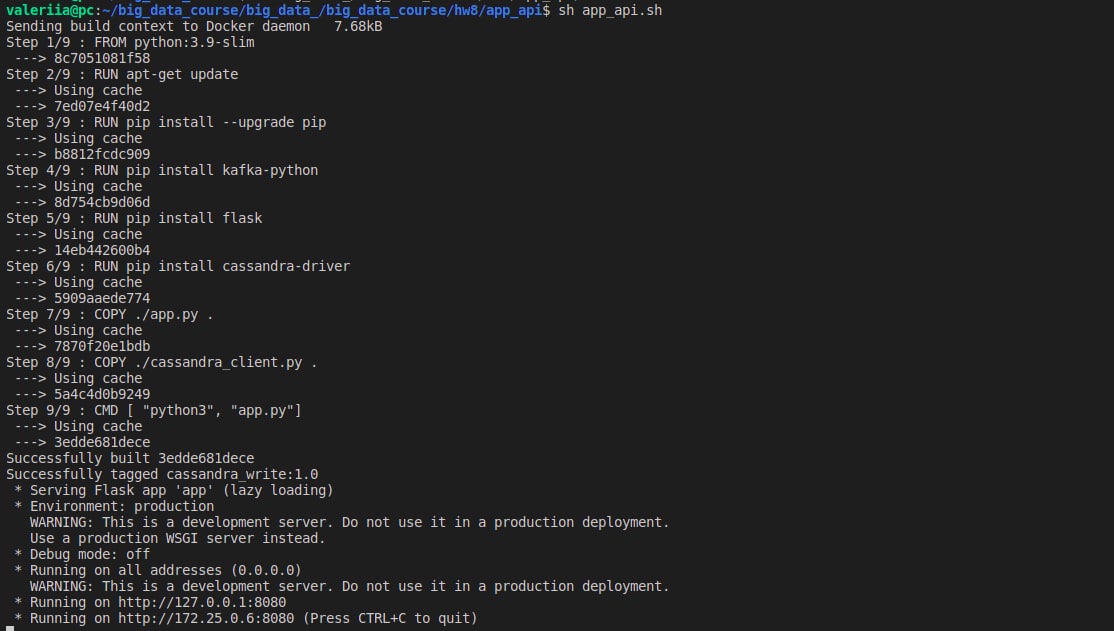 valeriia@pc:~/big_data_course/big_data_/big_data_course/hw8/app_api$ sh app_api.sh
Sending build context to Docker daemon   7.68kB
Step 1/9 : FROM python:3.9-slim
 ---> 8c7051081f58
Step 2/9 : RUN apt-get update
 ---> Using cache
 ---> 7ed07e4f40d2
Step 3/9 : RUN pip install --upgrade pip
 ---> Using cache
 ---> b8812fcdc909
Step 4/9 : RUN pip install kafka-python
 ---> Using cache
 ---> 8d754cb9d06d
Step 5/9 : RUN pip install flask
 ---> Using cache
 ---> 14eb442600b4
Step 6/9 : RUN pip install cassandra-driver
 ---> Using cache
 ---> 5909aaede774
Step 7/9 : COPY ./app.py .
 ---> Using cache
 ---> 7870f20e1bdb
Step 8/9 : COPY ./cassandra_client.py .
 ---> Using cache
 ---> 5a4c4d0b9249
Step 9/9 : CMD [ "python3", "app.py"]
 ---> Using cache
 ---> 3edde681dece
Successfully built 3edde681dece
Successfully tagged cassandra_write:1.0
 * Serving Flask app 'app' (lazy loading)
 * Environment: production
   WARNING: This is a development server. Do not use it in a production deployment.
   Use a production WSGI server instead.
 * Debug mode: off
 * Running on all addresses (0.0.0.0)
   WARNING: This is a development server. Do not use it in a production deployment.
 * Running on http://127.0.0.1:8080
 * Running on http://172.25.0.6:8080 (Press CTRL+C to quit)